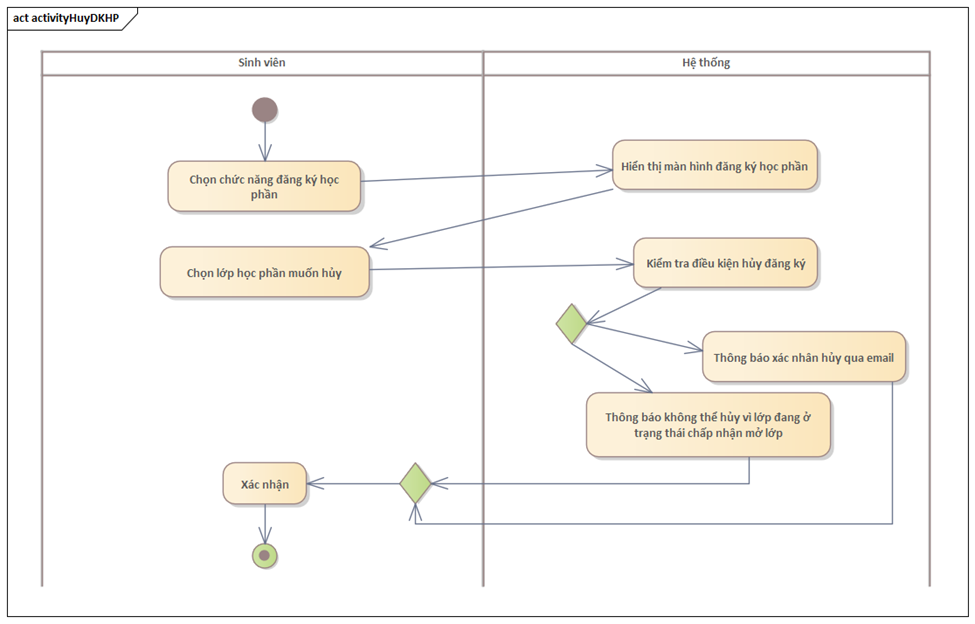 act activityHuyDKHP
Sinh viên
Hệ thống
Chọn chức năng đăng ký học
phần
Hiển thị màn hình đăng ký học phần
Chọn lớp học phần muốn hủy
Kiểm tra điều kiện hủy đăng ký
Thông báo xác nhân hủy qua email
Thông báo không thể hủy vì lớp đang ở
trạng thái chấp nhận mở lớp
Xác nhận